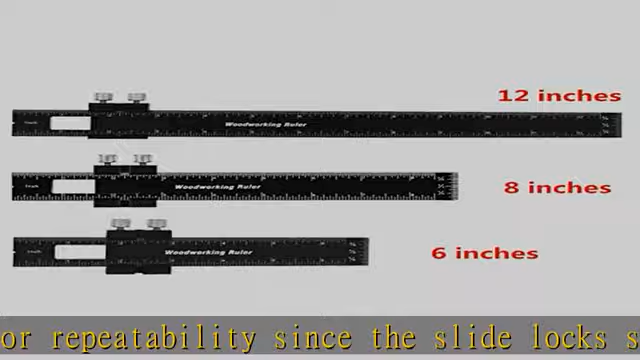 12 inches
Woodworking Ruler
Woodworking Ruler
8 inches
Woodworking Ruler
6 inches
or repeatability since the slide locks s